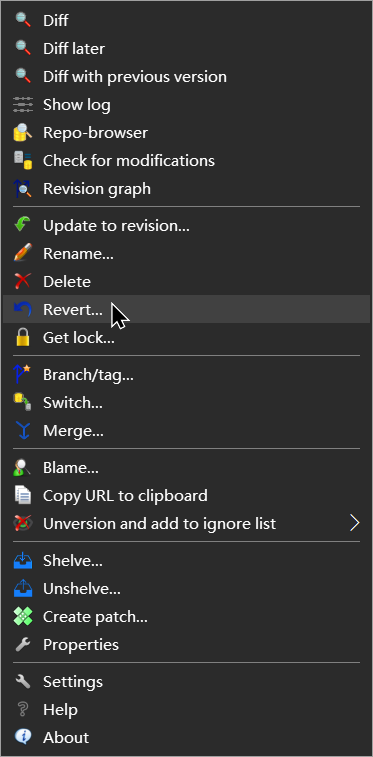 Diff
Diff later
Diff with previous version
Show log
Repo-browser
Check for modifications
Revision graph
Update to revision...
Rename...
Delete
Revert...
Get lock...
Branch/tag...
Switch...
Merge...
Blame...
Copy URL to clipboard
Unversion and add to ignore list
Shelve...
Unshelve...
Create patch...
Properties
Settings
Help
About